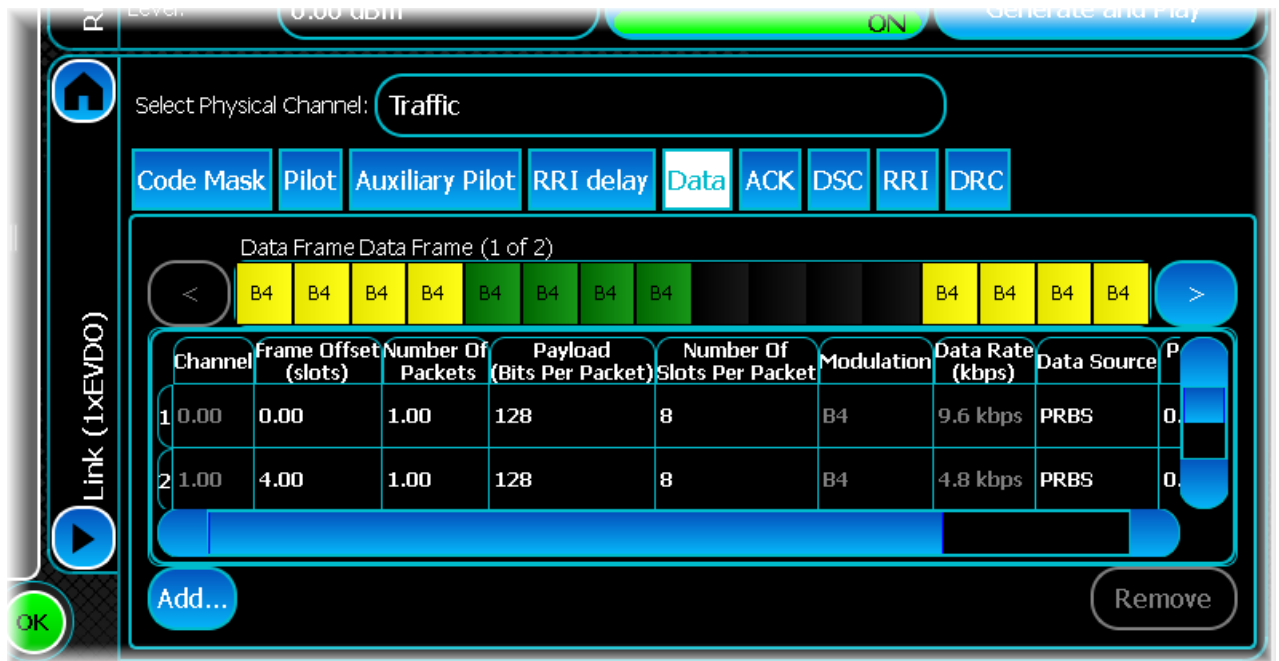 Level: 0.00 dBm ON Generate and Play
Select Physical Channel: Traffic
Code Mask Pilot Auxiliary Pilot RRI delay Data ACK DSC RRI DRC
Data Frame Data Frame (1 of 2)
< B4 B4 B4 B4 B4 B4 B4 B4 B4 B4 B4 B4 >
Channel Frame Offset (slots) Number Of Packets Payload (Bits Per Packet) Number Of Slots Per Packet Modulation Data Rate (kbps) Data Source P
1 0.00 0.00 1.00 128 8 B4 9.6 kbps PRBS 0.
2 1.00 4.00 1.00 128 8 B4 4.8 kbps PRBS 0.
Link (1xEVDO)
Add... Remove
OK